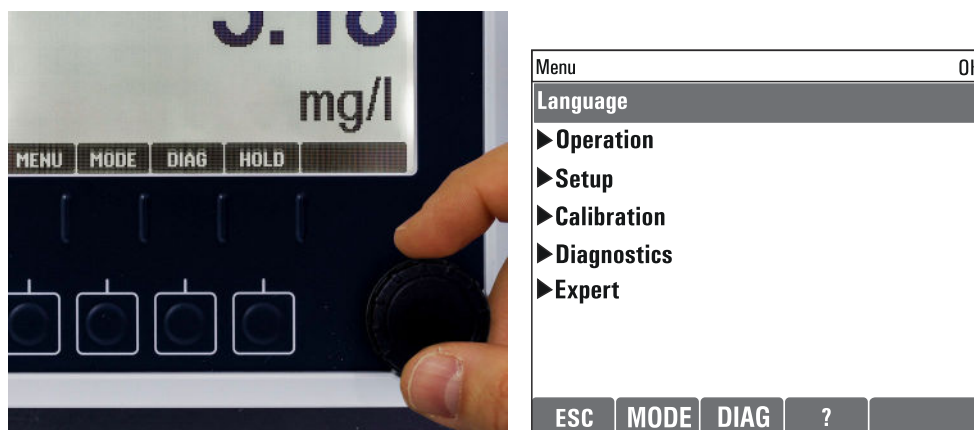 mg/l
MENU MODE DIAG HOLD
Menu
Language
▶Operation
▶Setup
▶Calibration
▶Diagnostics
▶Expert
ESC MODE DIAG ?